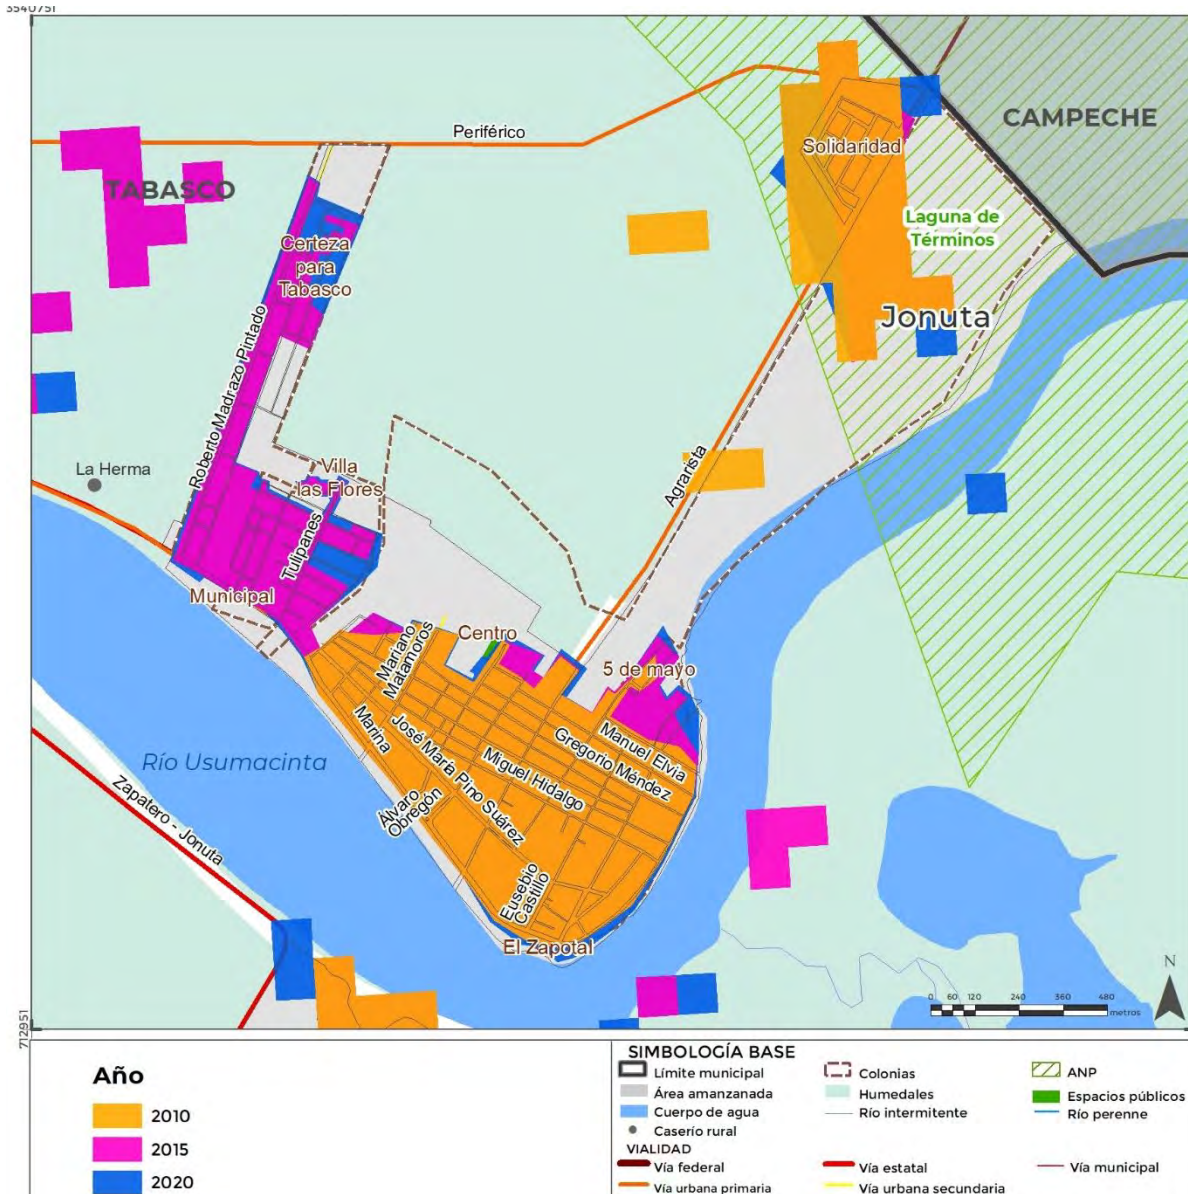 3540751
Periférico
CAMPECHE
Solidaridad
TABASCO
Laguna de
Términos
Certeza
para
Tabasco
Jonuta
Roberto Madrazo Pintado
La Herma
Villa
las Flores
Agrarista
Tulipanes
Municipal
Mariano
Matamoros
Centro
5 de mayo
Marina
José María Pino Suárez
Manuel Elvia
Gregorio Méndez
Miguel Hidalgo
Río Usumacinta
Álvaro
Obregón
Zapatero - Jonuta
Eusebio
Castillo
El Zapotal
N
0 60 120 240 360 480
metros
712951
Año
2010
2015
2020
SIMBOLOGÍA BASE
Límite municipal
Área amanzanada
Cuerpo de agua
Caserío rural
Colonias
Humedales
Río intermitente
ANP
Espacios públicos
Río perenne
VIALIDAD
Vía federal
Vía urbana primaria
Vía estatal
Vía urbana secundaria
Vía municipal